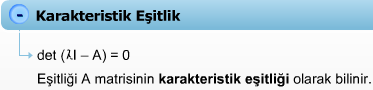 Karakteristik Eşitlik
det (λI – A) = 0
Eşitliği A matrisinin karakteristik eşitliği olarak bilinir.